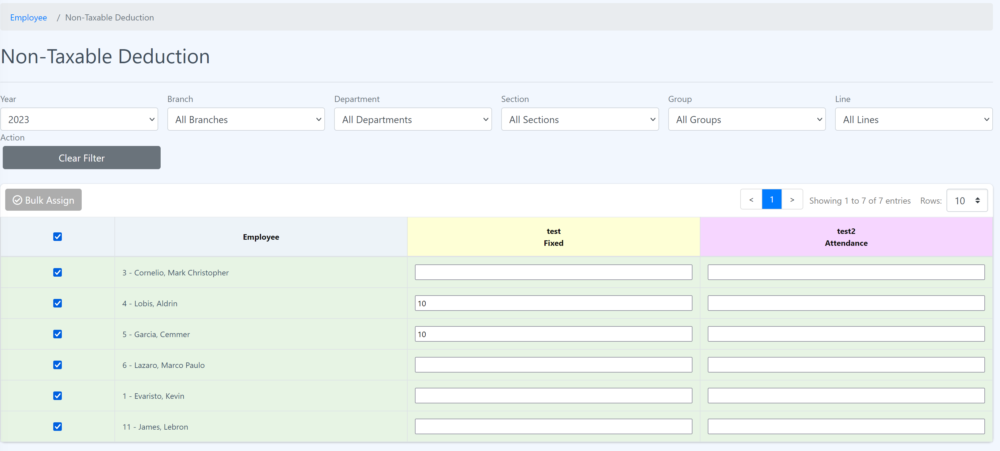 Employee / Non-Taxable Deduction
Non-Taxable Deduction
Year Branch Department Section Group Line
2023 All Branches All Departments All Sections All Groups All Lines
Action
Clear Filter
Bulk Assign < 1 > Showing 1 to 7 of 7 entries Rows: 10
Employee test Fixed test2 Attendance
3 - Cornelio, Mark Christopher
4 - Lobis, Aldrin 10
5 - Garcia, Cemmer 10
6 - Lazaro, Marco Paulo
1 - Evaristo, Kevin
11 - James, Lebron